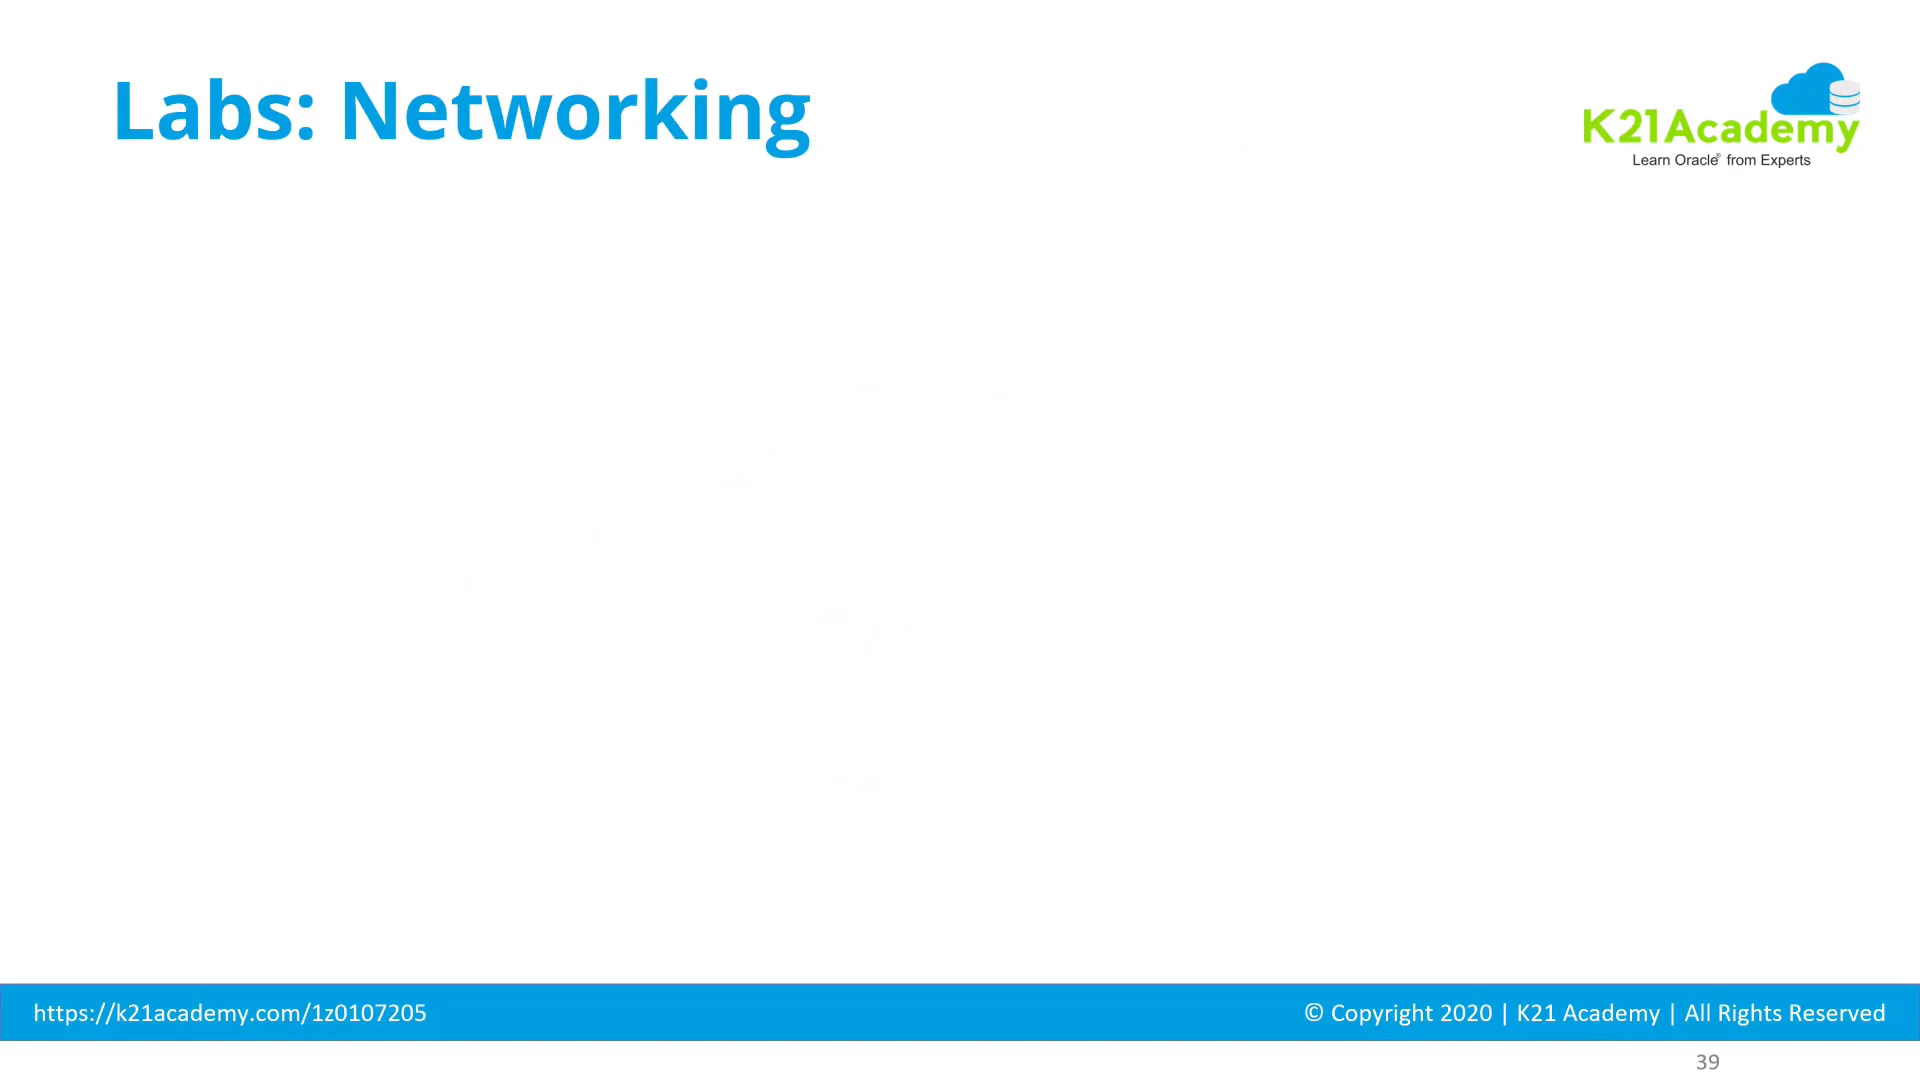 Labs: Networking
K21Academy
Learn Oracle® from Experts
https://k21academy.com/1z0107205
© Copyright 2020 | K21 Academy | All Rights Reserved
39